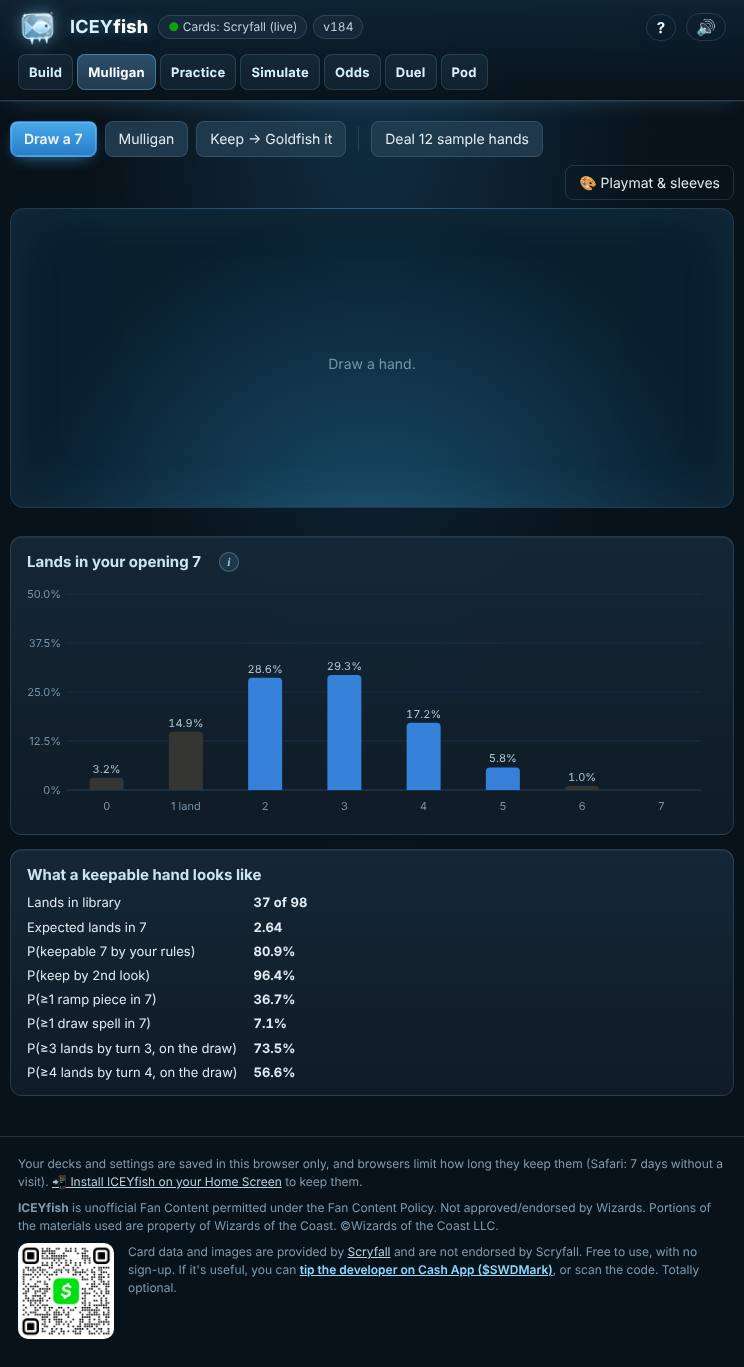 ICEYfish
Cards: Scryfall (live)
v184
?
Build
Mulligan
Practice
Simulate
Odds
Duel
Pod
Draw a 7
Mulligan
Keep → Goldfish it
Deal 12 sample hands
🎨 Playmat & sleeves
Draw a hand.
Lands in your opening 7
i
50.0%
37.5%
25.0%
12.5%
0%
3.2%
14.9%
28.6%
29.3%
17.2%
5.8%
1.0%
0
1 land
2
3
4
5
6
7
What a keepable hand looks like
Lands in library 37 of 98
Expected lands in 7 2.64
P(keepable 7 by your rules) 80.9%
P(keep by 2nd look) 96.4%
P(≥1 ramp piece in 7) 36.7%
P(≥1 draw spell in 7) 7.1%
P(≥3 lands by turn 3, on the draw) 73.5%
P(≥4 lands by turn 4, on the draw) 56.6%
Your decks and settings are saved in this browser only, and browsers limit how long they keep them (Safari: 7 days without a
visit). 📲 Install ICEYfish on your Home Screen to keep them.
ICEYfish is unofficial Fan Content permitted under the Fan Content Policy. Not approved/endorsed by Wizards. Portions of
the materials used are property of Wizards of the Coast. ©Wizards of the Coast LLC.
Card data and images are provided by Scryfall and are not endorsed by Scryfall. Free to use, with no
sign-up. If it's useful, you can tip the developer on Cash App ($SWDMark), or scan the code. Totally
optional.
$